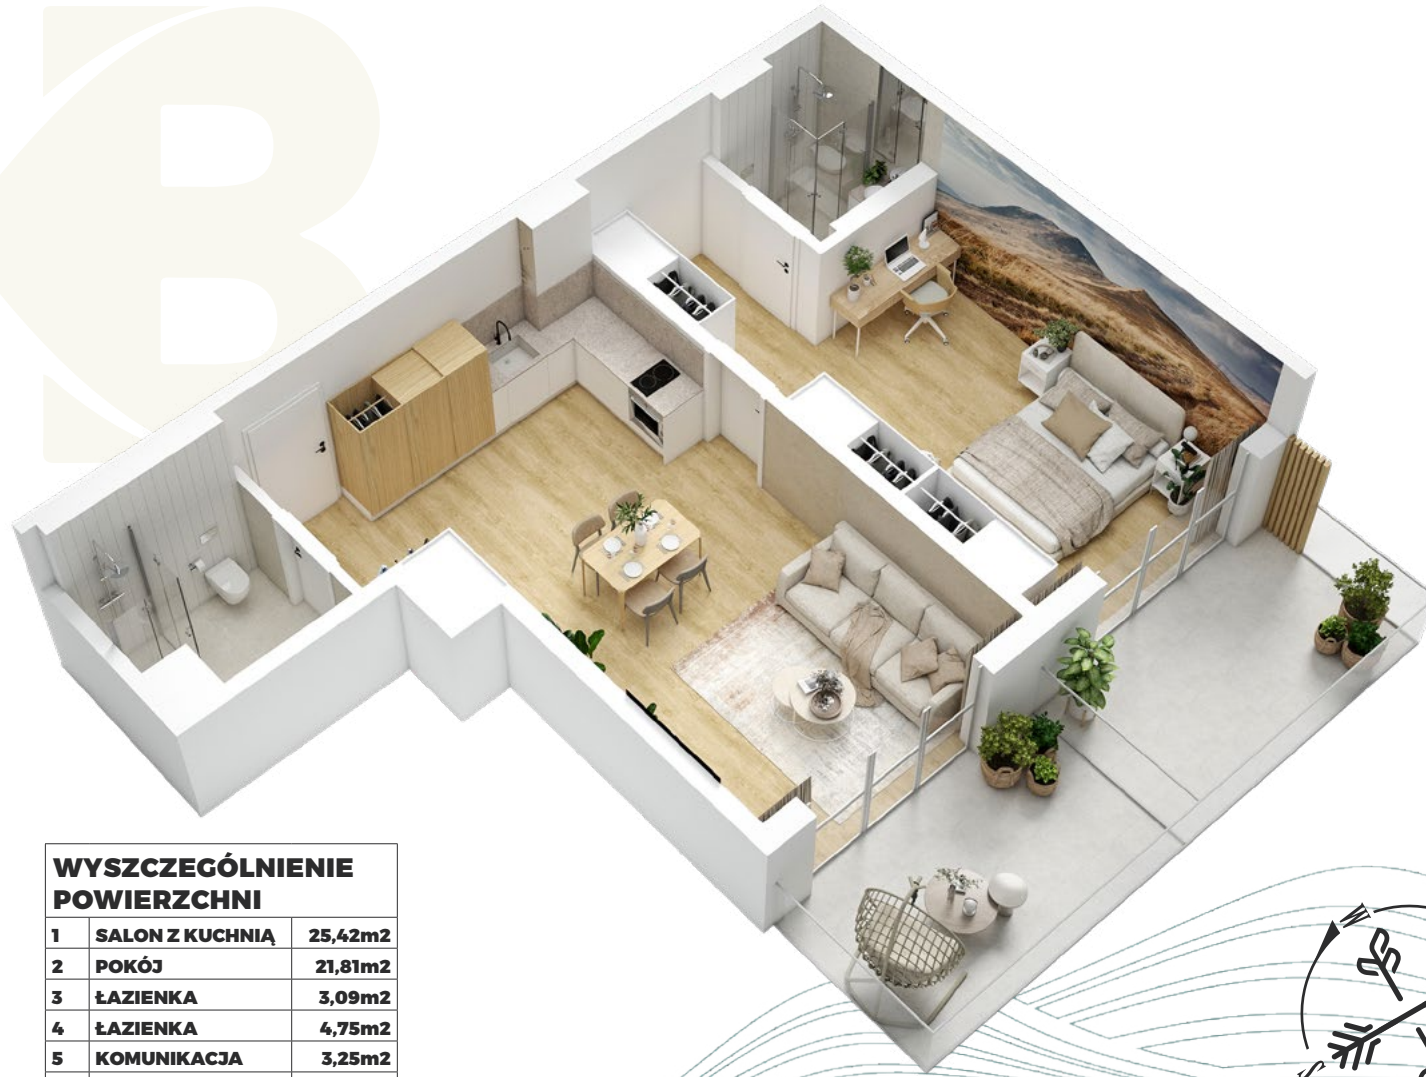 B
WYSZCZEGÓLNIENIE
POWIERZCHNI
1 SALON Z KUCHNIĄ 25,42m2
2 POKÓJ 21,81m2
3 ŁAZIENKA 3,09m2
4 ŁAZIENKA 4,75m2
5 KOMUNIKACJA 3,25m2
W
S